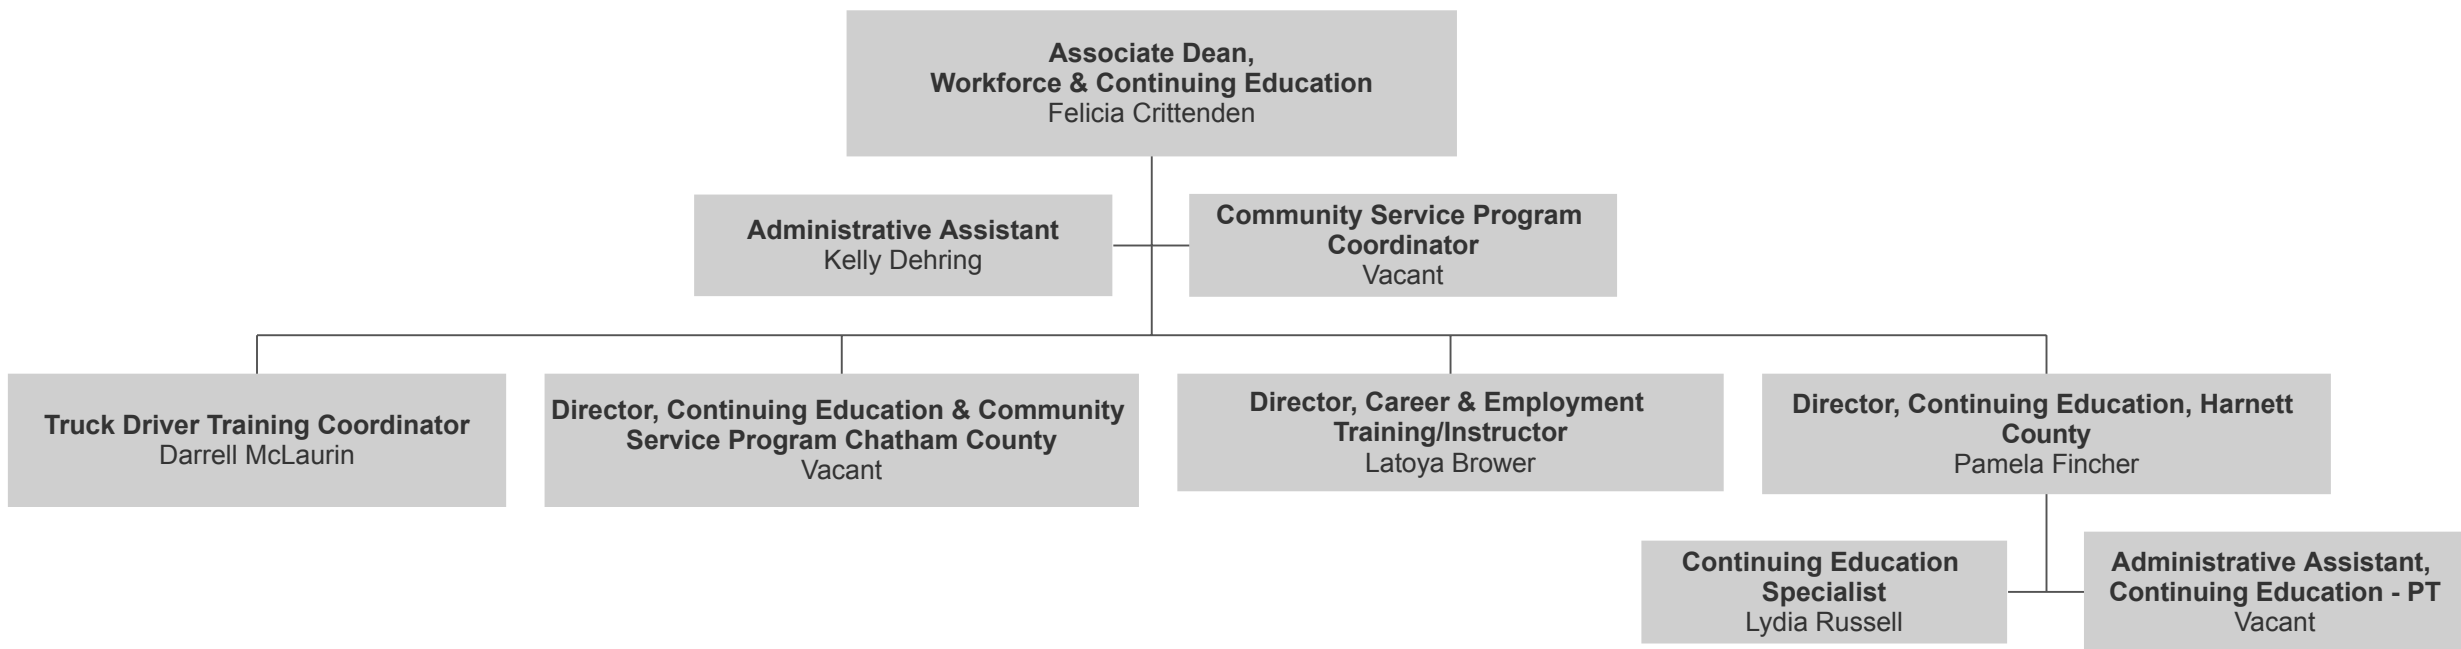 Associate Dean,
Workforce & Continuing Education
Felicia Crittenden
Administrative Assistant
Kelly Dehring
Community Service Program
Coordinator
Vacant
Truck Driver Training Coordinator
Darrell McLaurin
Director, Continuing Education & Community
Service Program Chatham County
Vacant
Director, Career & Employment
Training/Instructor
Latoya Brower
Director, Continuing Education, Harnett
County
Pamela Fincher
Continuing Education
Specialist
Lydia Russell
Administrative Assistant,
Continuing Education - PT
Vacant